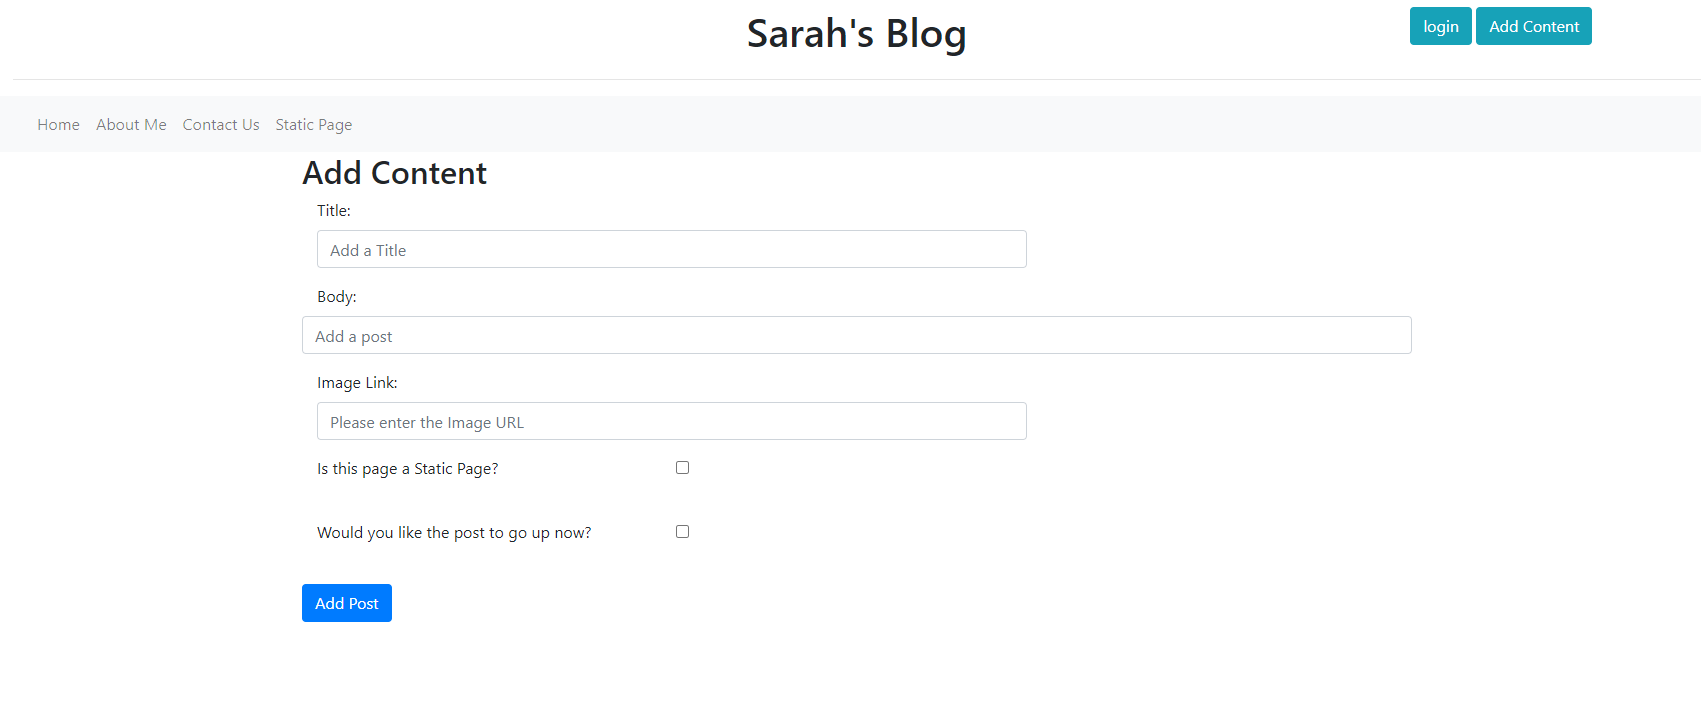 Sarah's Blog
login Add Content
Home About Me Contact Us Static Page
Add Content
Title:
Add a Title
Body:
Add a post
Image Link:
Please enter the Image URL
Is this page a Static Page?
Would you like the post to go up now?
Add Post